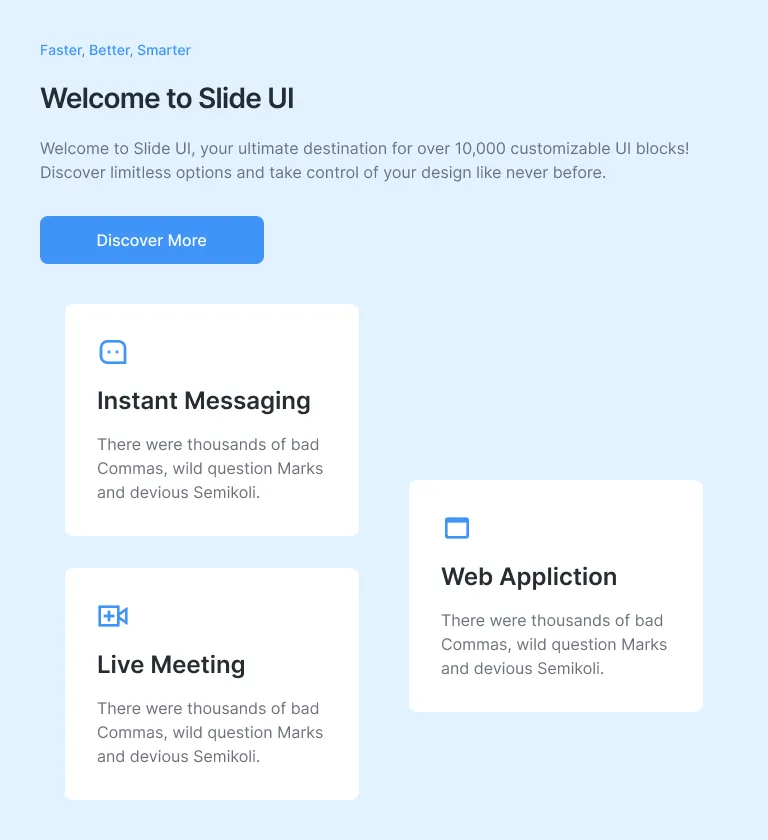 Faster, Better, Smarter
Welcome to Slide UI
Welcome to Slide UI, your ultimate destination for over 10,000 customizable UI blocks!
Discover limitless options and take control of your design like never before.
Discover More
Instant Messaging
There were thousands of bad
Commas, wild question Marks
and devious Semikoli.
Live Meeting
There were thousands of bad
Commas, wild question Marks
and devious Semikoli.
Web Appliction
There were thousands of bad
Commas, wild question Marks
and devious Semikoli.